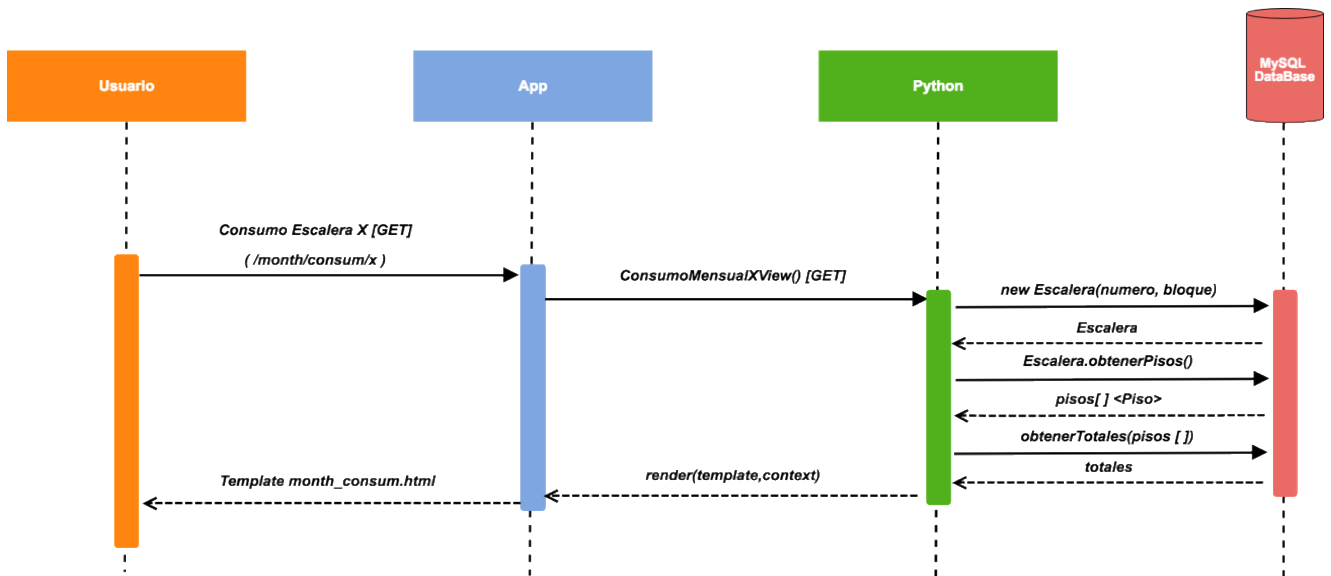 Usuario
App
Python
MySQL
DataBase
Consumo Escalera X [GET]
( /month/consum/x )
ConsumoMensualXView() [GET]
new Escalera(numero, bloque)
Escalera
Escalera.obtenerPisos()
pisos[ ] <Piso>
obtenerTotales(pisos [ ])
totales
render(template,context)
Template month_consum.html